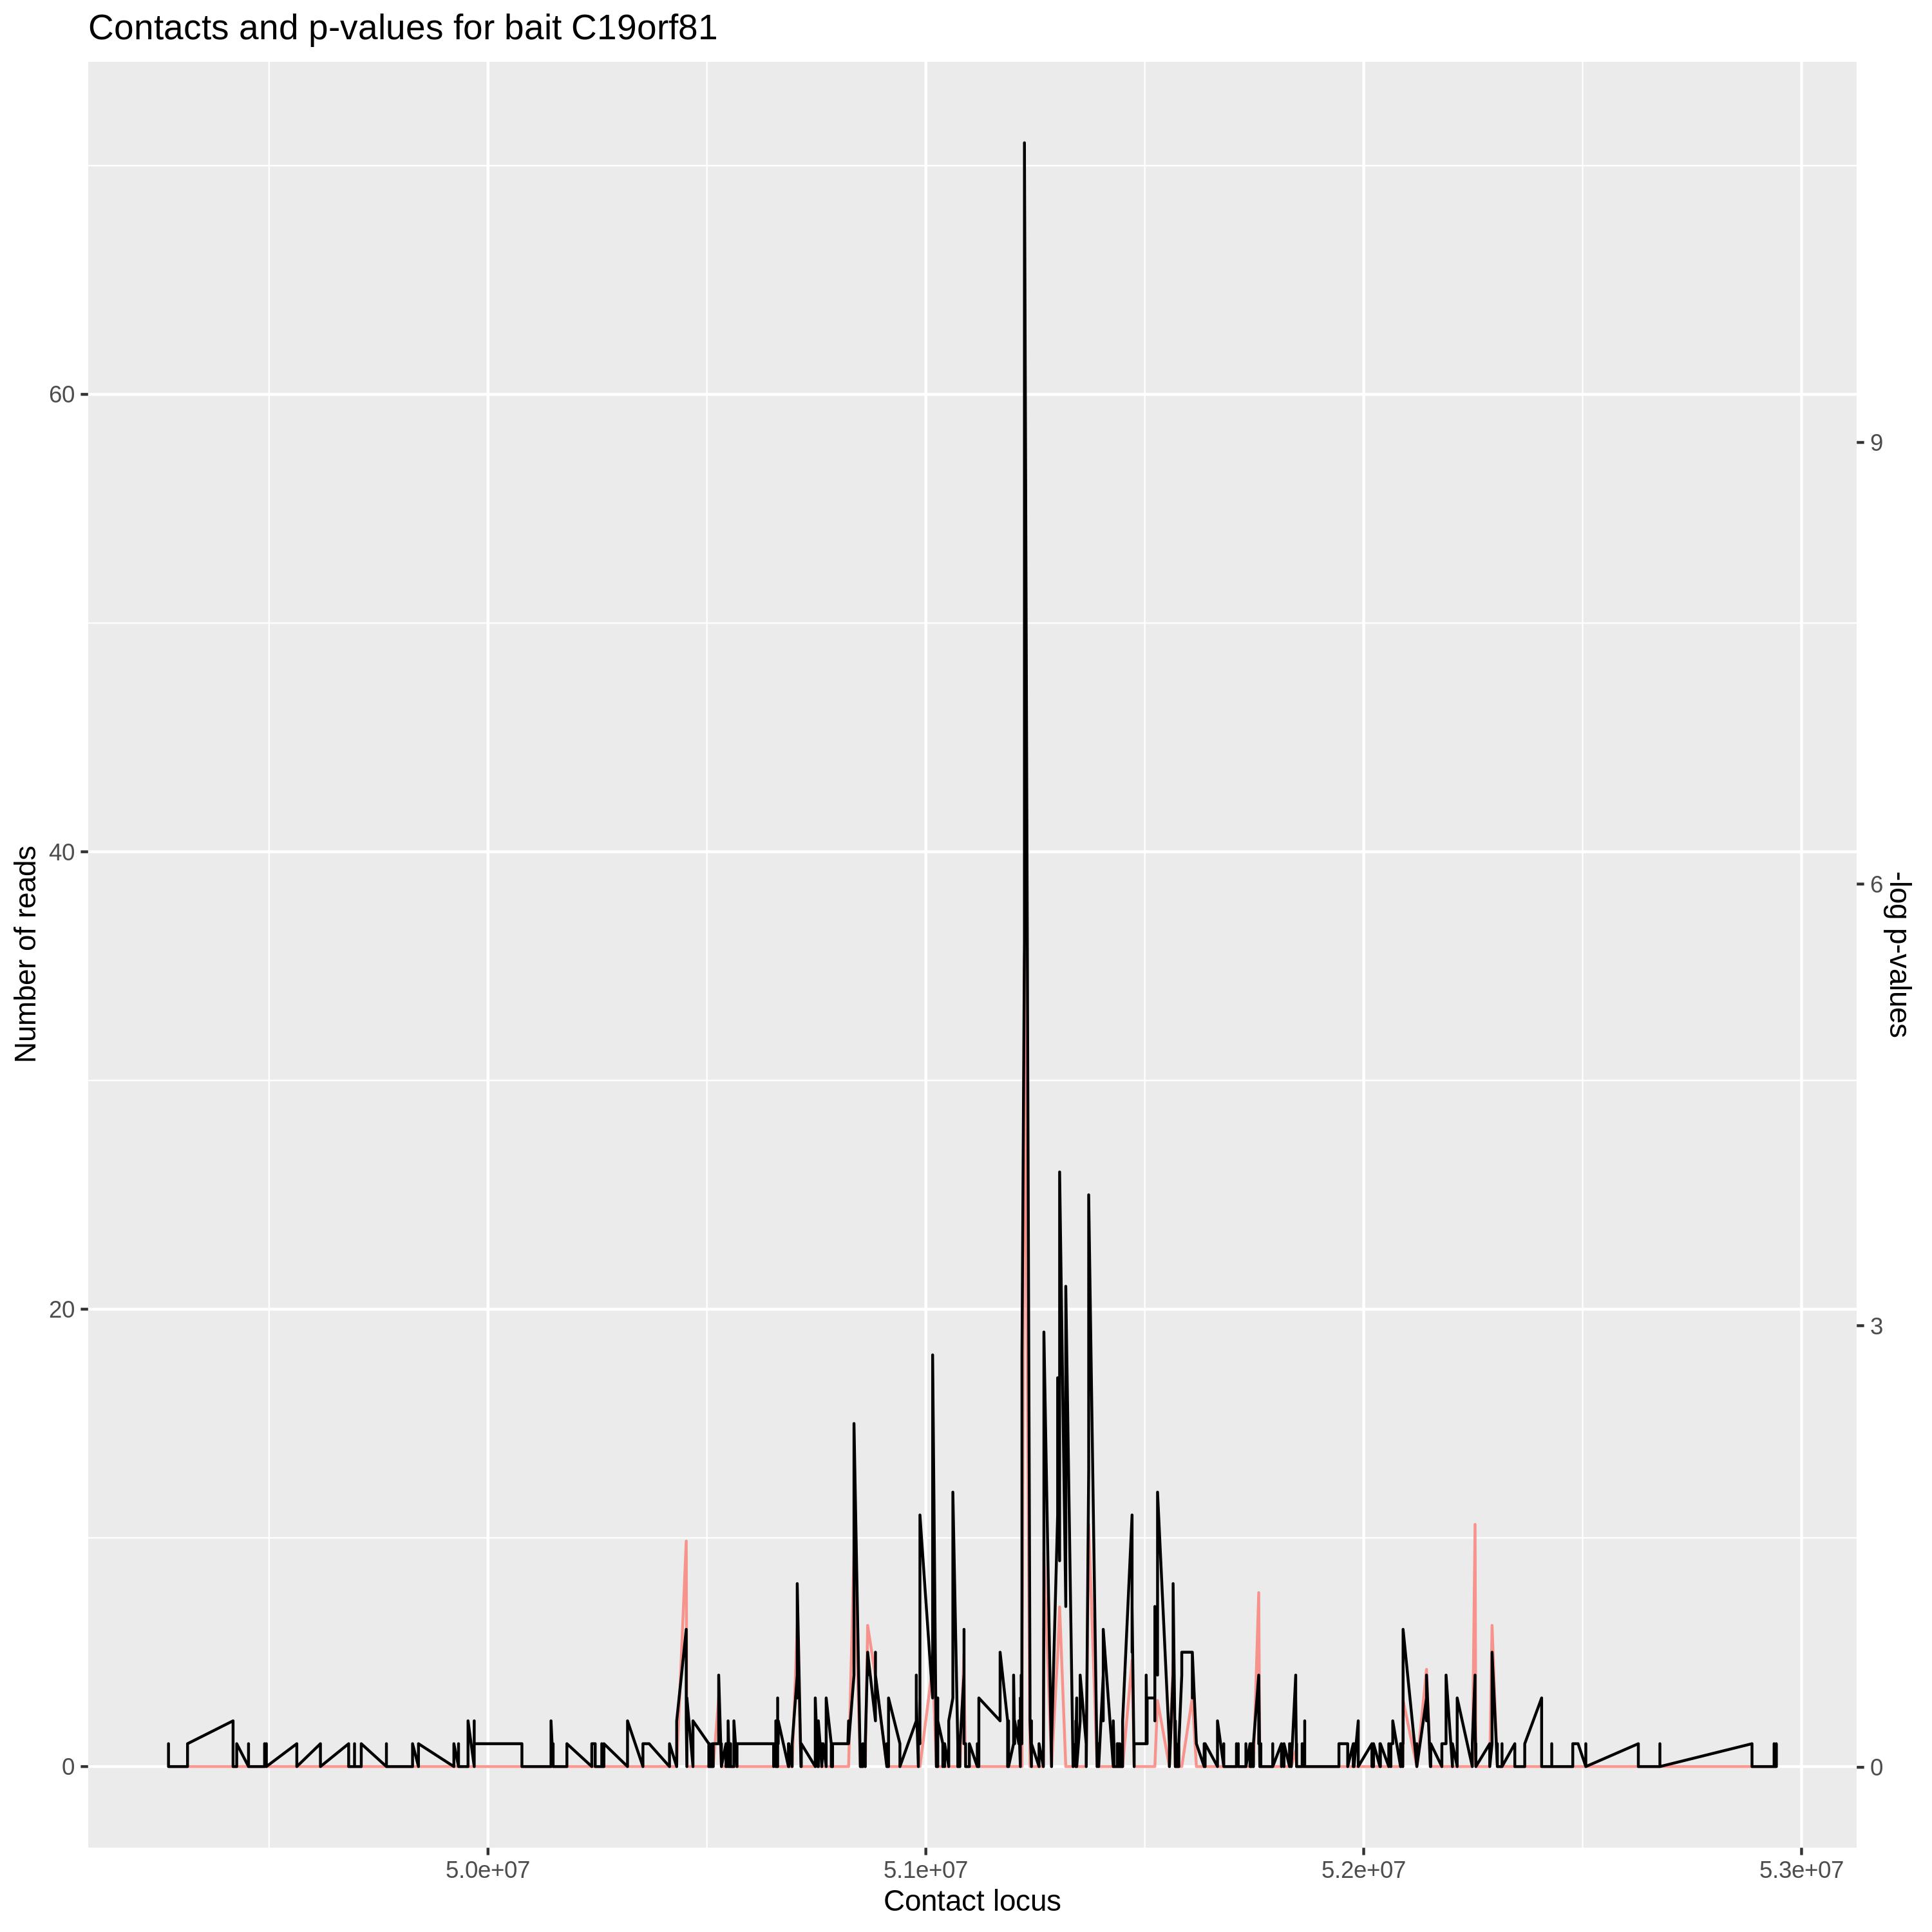 Contacts and p-values for bait C19orf81
60
40
20
0
Number of reads
9
6
3
0
-log p-values
5.0e+07
5.1e+07
5.2e+07
5.3e+07
Contact locus